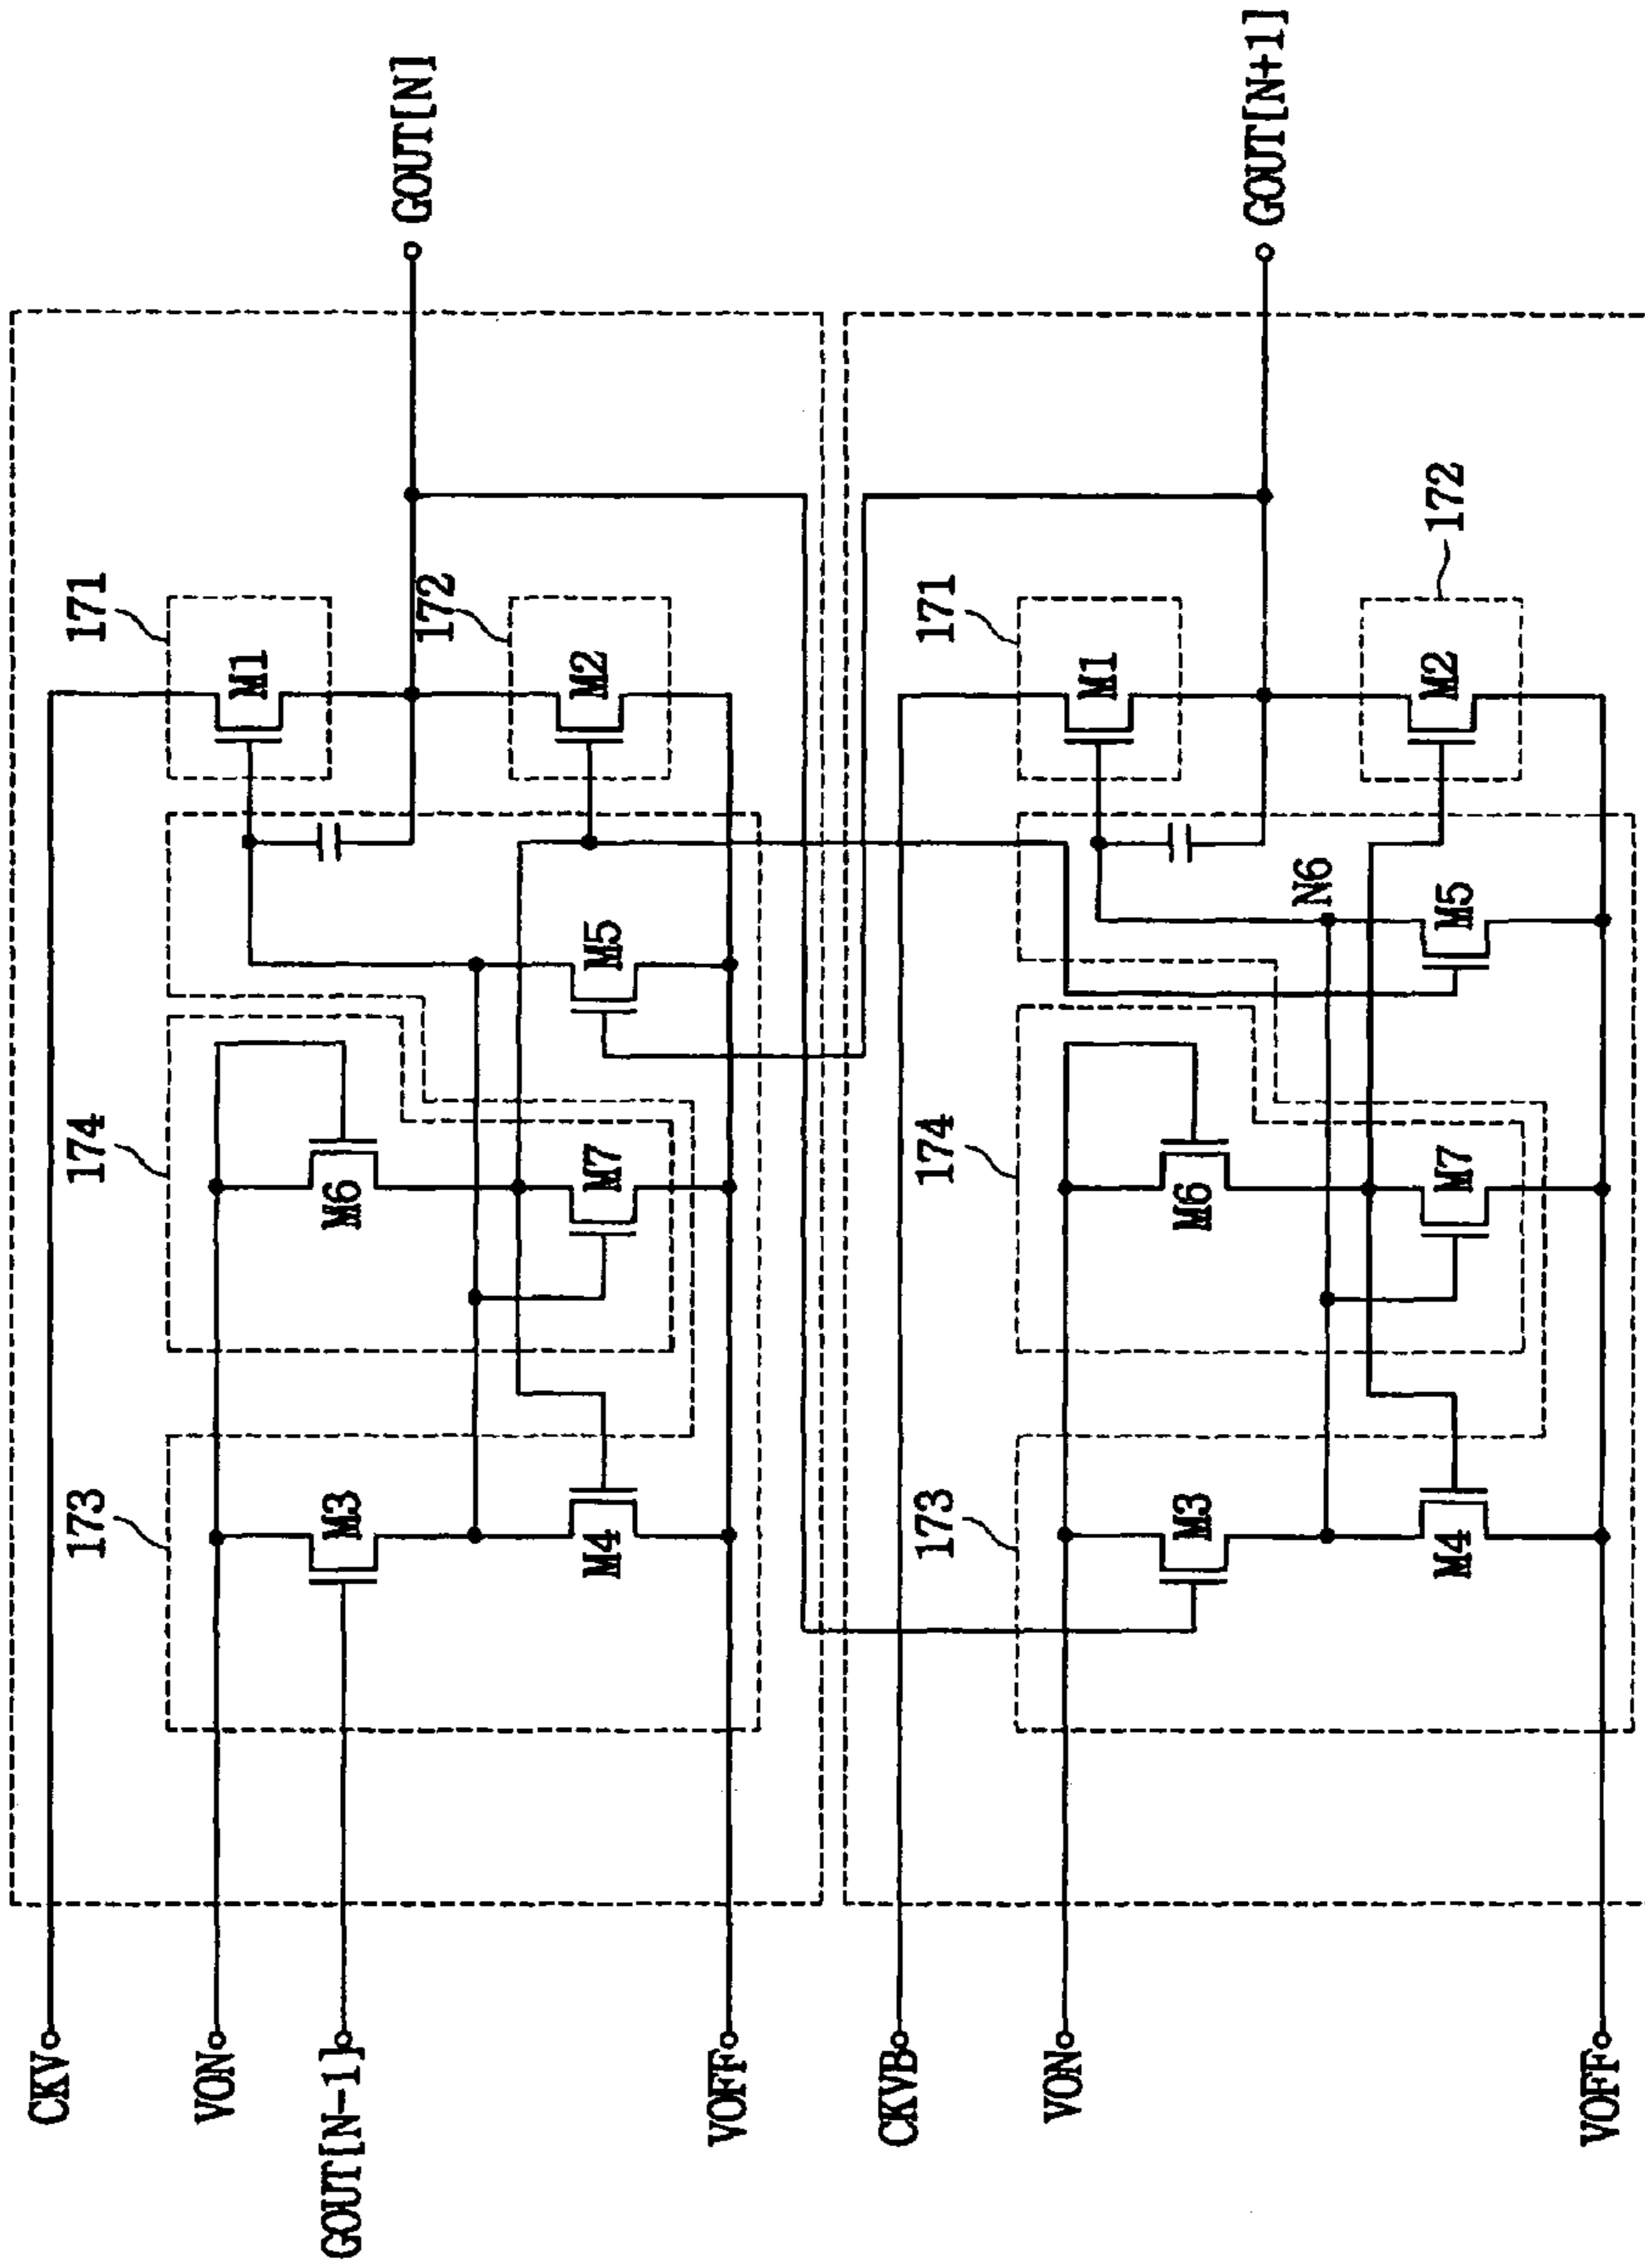 CKV
VON
GOUT[N-1]
VOFF
173
174
171
172
M3
M4
M6
M7
M5
M1
M2
GOUT[N]
CKVB
VON
VOFF
173
174
171
172
M3
M4
M6
M7
N6
M5
M1
M2
GOUT[N+1]